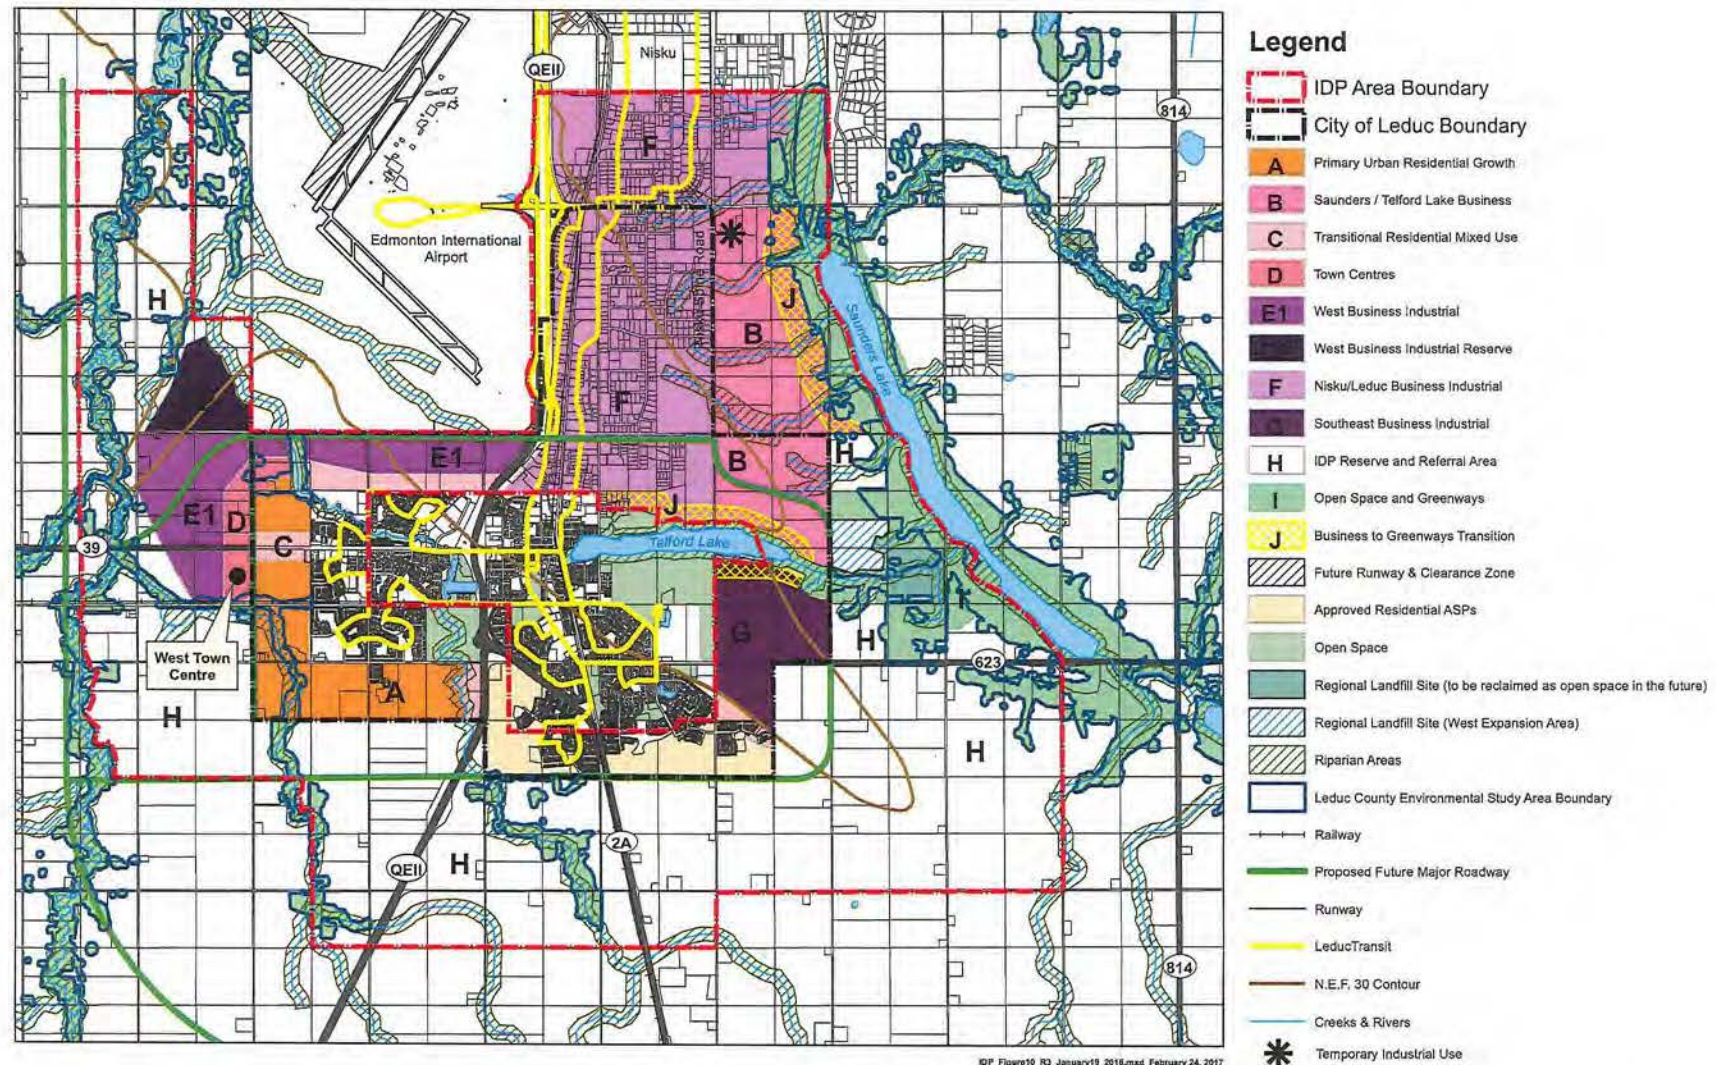 Nisku
QEII
814
F
Edmonton International
Airport
H
J
B
Saunders Lake
F
E1
B
H
J
E1
D
C
39
Telford Lake
I
G
H
623
West Town
Centre
A
H
H
2A
QEII
H
814
Legend
IDP Area Boundary
City of Leduc Boundary
A Primary Urban Residential Growth
B Saunders / Telford Lake Business
C Transitional Residential Mixed Use
D Town Centres
E1 West Business Industrial
West Business Industrial Reserve
F Nisku/Leduc Business Industrial
G Southeast Business Industrial
H IDP Reserve and Referral Area
I Open Space and Greenways
J Business to Greenways Transition
Future Runway & Clearance Zone
Approved Residential ASPs
Open Space
Regional Landfill Site (to be reclaimed as open space in the future)
Regional Landfill Site (West Expansion Area)
Riparian Areas
Leduc County Environmental Study Area Boundary
Railway
Proposed Future Major Roadway
Runway
LeducTransit
N.E.F. 30 Contour
Creeks & Rivers
Temporary Industrial Use
IDP_Figure10_R3_January19_2016.mxd February 24, 2017